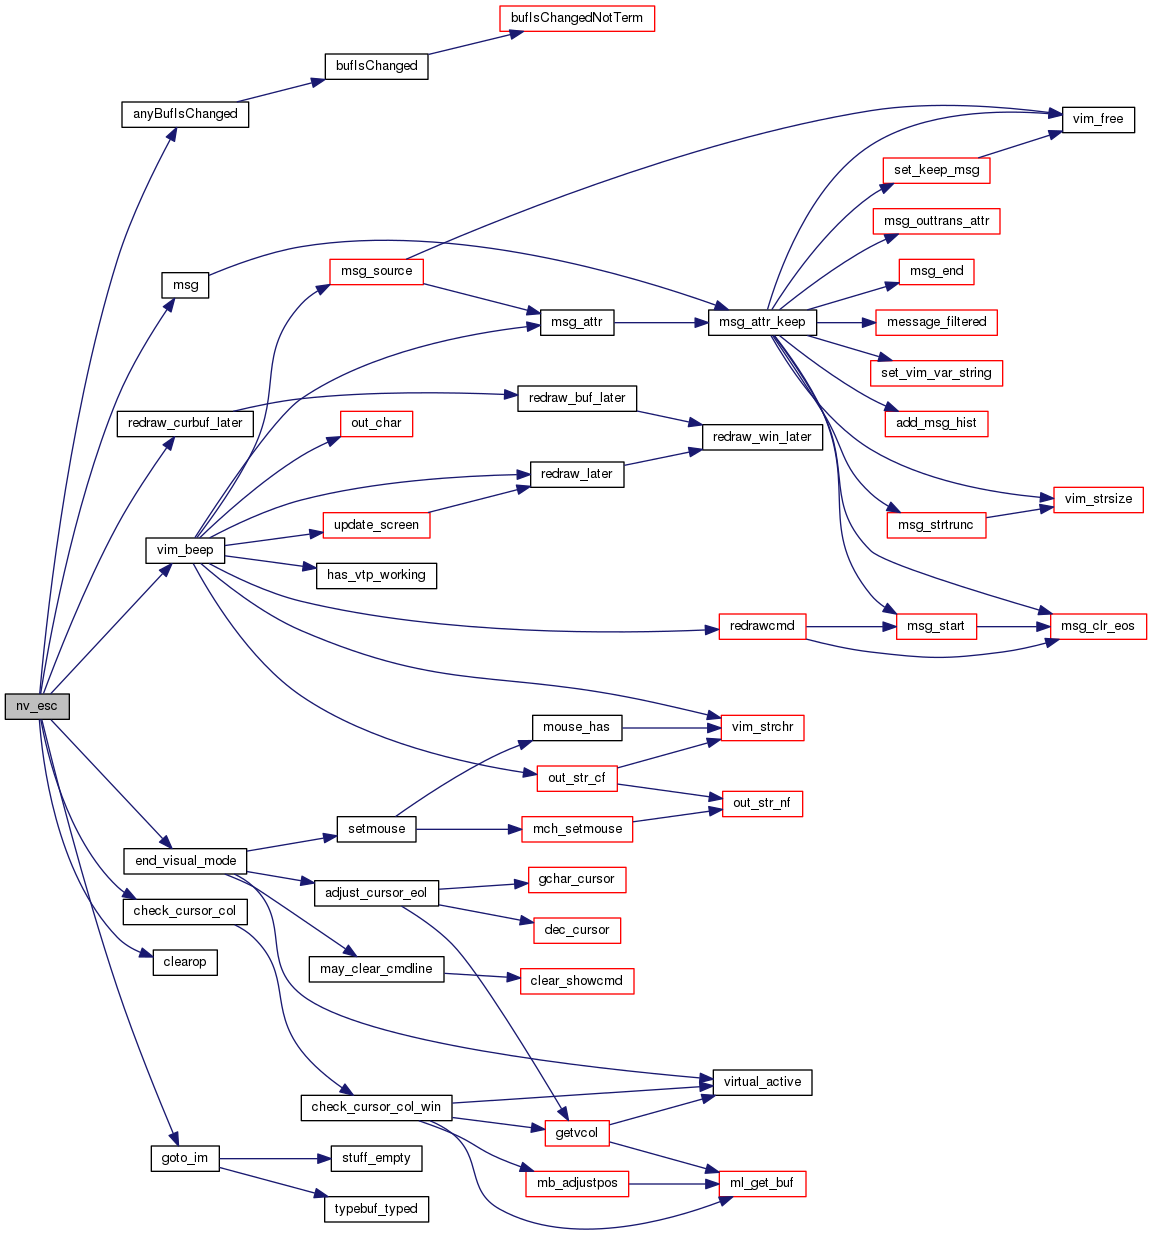 bufIsChangedNotTerm
bufIsChanged
anyBufIsChanged
vim_free
set_keep_msg
msg_outtrans_attr
msg_source
msg_end
msg
msg_attr
msg_attr_keep
message_filtered
set_vim_var_string
redraw_buf_later
redraw_curbuf_later
out_char
add_msg_hist
redraw_win_later
redraw_later
vim_strsize
update_screen
msg_strtrunc
vim_beep
has_vtp_working
redrawcmd
msg_start
msg_clr_eos
nv_esc
mouse_has
vim_strchr
out_str_cf
out_str_nf
setmouse
mch_setmouse
end_visual_mode
adjust_cursor_eol
gchar_cursor
check_cursor_col
dec_cursor
clearop
may_clear_cmdline
clear_showcmd
virtual_active
check_cursor_col_win
getvcol
goto_im
stuff_empty
mb_adjustpos
ml_get_buf
typebuf_typed